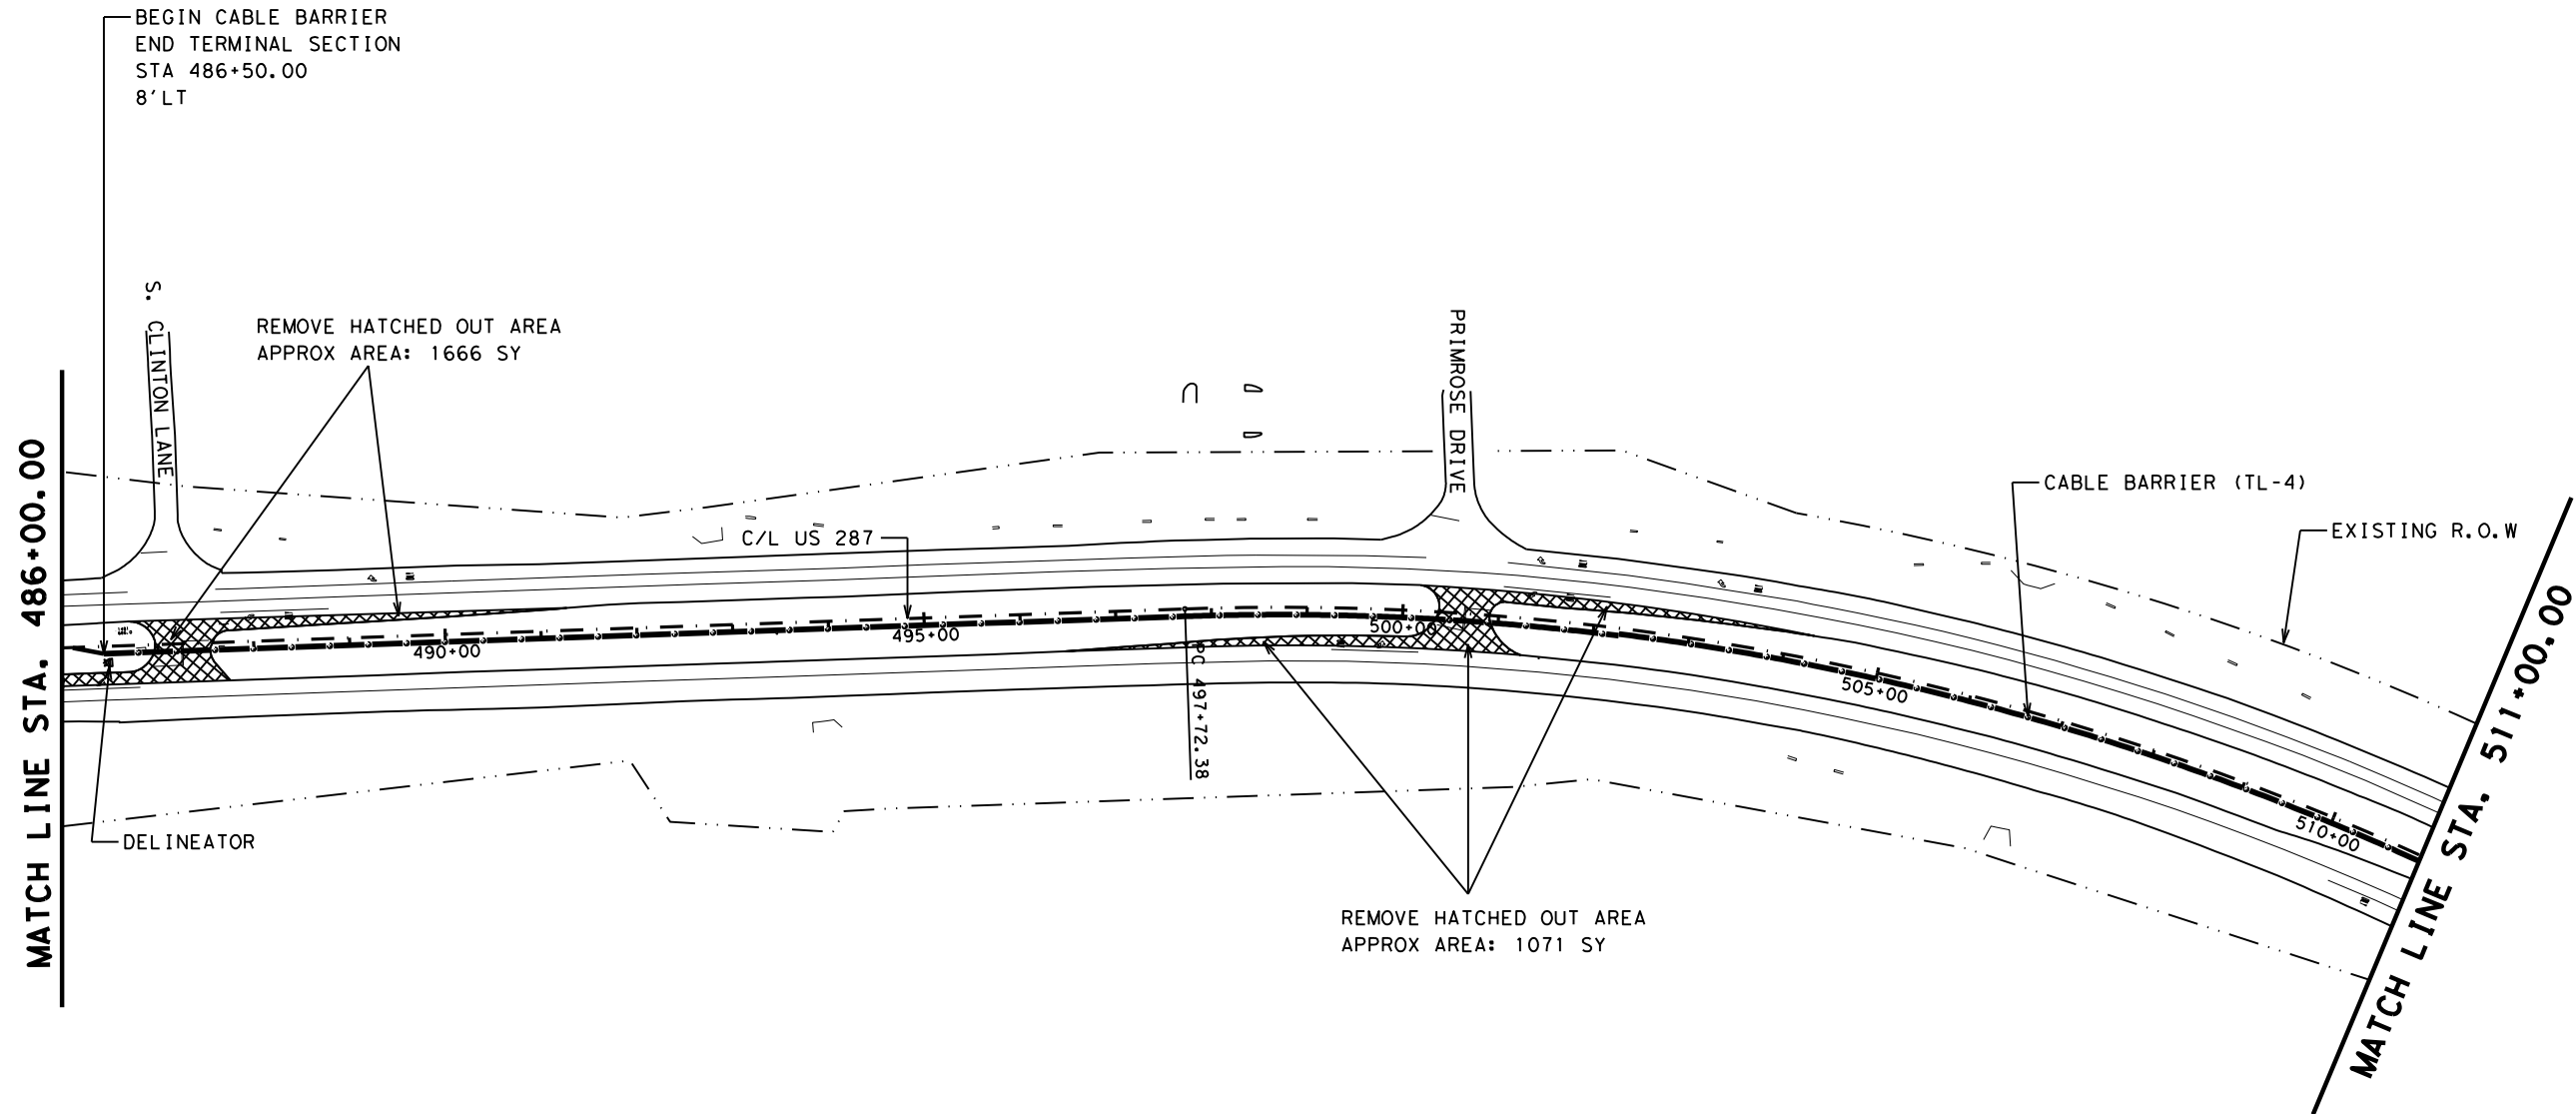 BEGIN CABLE BARRIER
END TERMINAL SECTION
STA 486+50.00
8'LT
S. CLINTON LANE
REMOVE HATCHED OUT AREA
APPROX AREA: 1666 SY
PRIMROSE DRIVE
CABLE BARRIER (TL-4)
EXISTING R.O.W
C/L US 287
MATCH LINE STA. 486+00.00
490+00
495+00
500+00
505+00
510+00
PC 497+72.38
MATCH LINE STA. 511+00.00
DELINEATOR
REMOVE HATCHED OUT AREA
APPROX AREA: 1071 SY